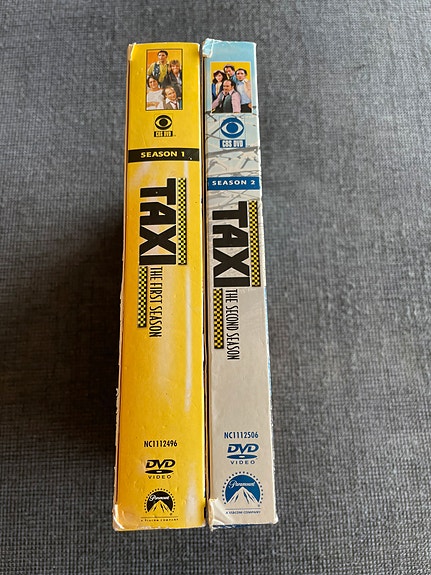 CBS DVD
SEASON 1
TAXI
THE FIRST SEASON
NC1112496
DVD
VIDEO
Paramount
A VIACOM COMPANY
CBS DVD
SEASON 2
TAXI
THE SECOND SEASON
NC1112506
DVD
VIDEO
Paramount
A VIACOM COMPANY